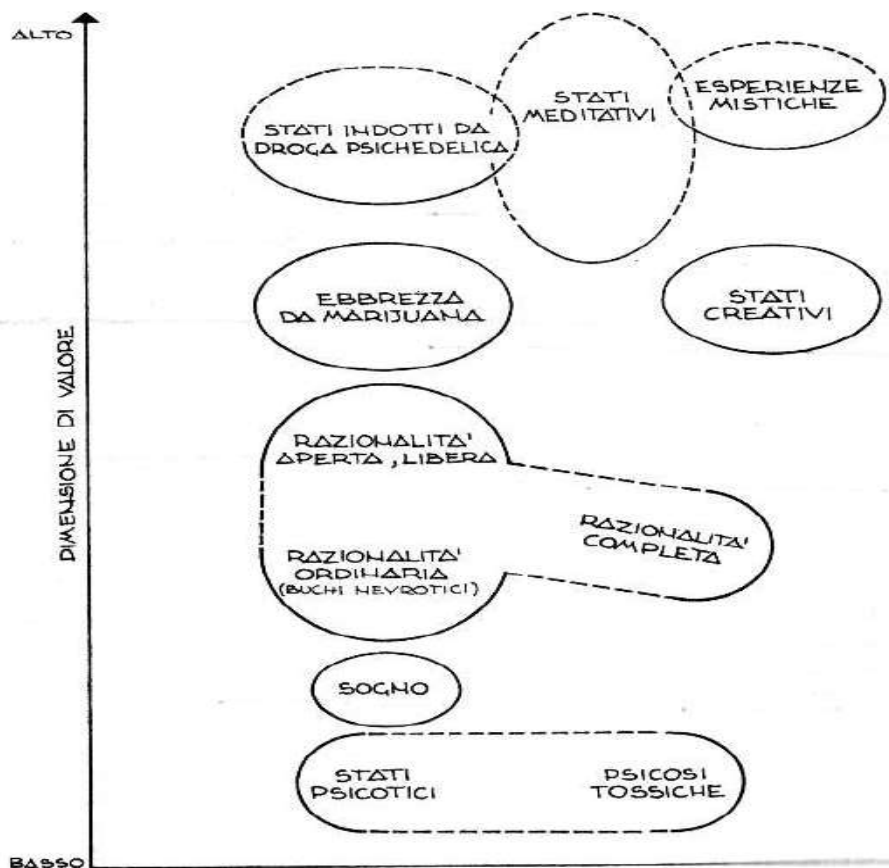 ALTO
STATI INDOTTI DA
DROGA PSICHEDELICA
STATI
MEDITATIVI
ESPERIENZE
MISTICHE
EBBREZZA
DA MARIJUANA
STATI
CREATIVI
DIMENSIONE DI VALORE
RAZIONALITA'
APERTA, LIBERA
RAZIONALITA'
COMPLETA
RAZIONALITA'
ORDINARIA
(BUCHI NEVROTICI)
SOGNO
STATI
PSICOTICI
PSICOSI
TOSSICHE
BASSO